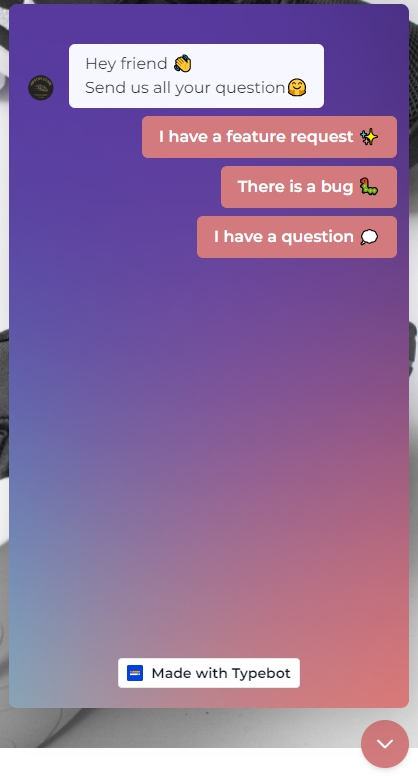 Hey friend 👋
Send us all your question🤗
I have a feature request ✨
There is a bug 🐛
I have a question 💭
Made with Typebot